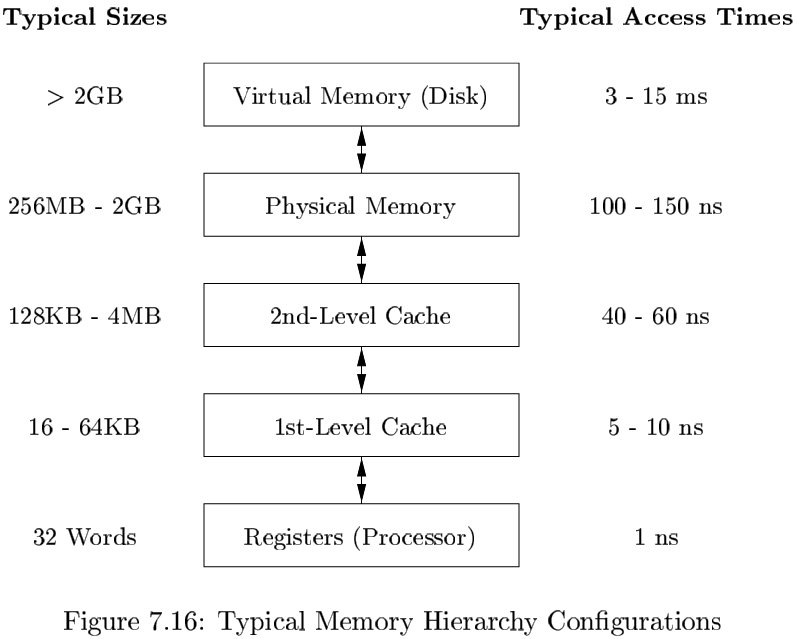 Typical Sizes Typical Access Times
> 2GB Virtual Memory (Disk) 3 - 15 ms
256MB - 2GB Physical Memory 100 - 150 ns
128KB - 4MB 2nd-Level Cache 40 - 60 ns
16 - 64KB 1st-Level Cache 5 - 10 ns
32 Words Registers (Processor) 1 ns
Figure 7.16: Typical Memory Hierarchy Configurations